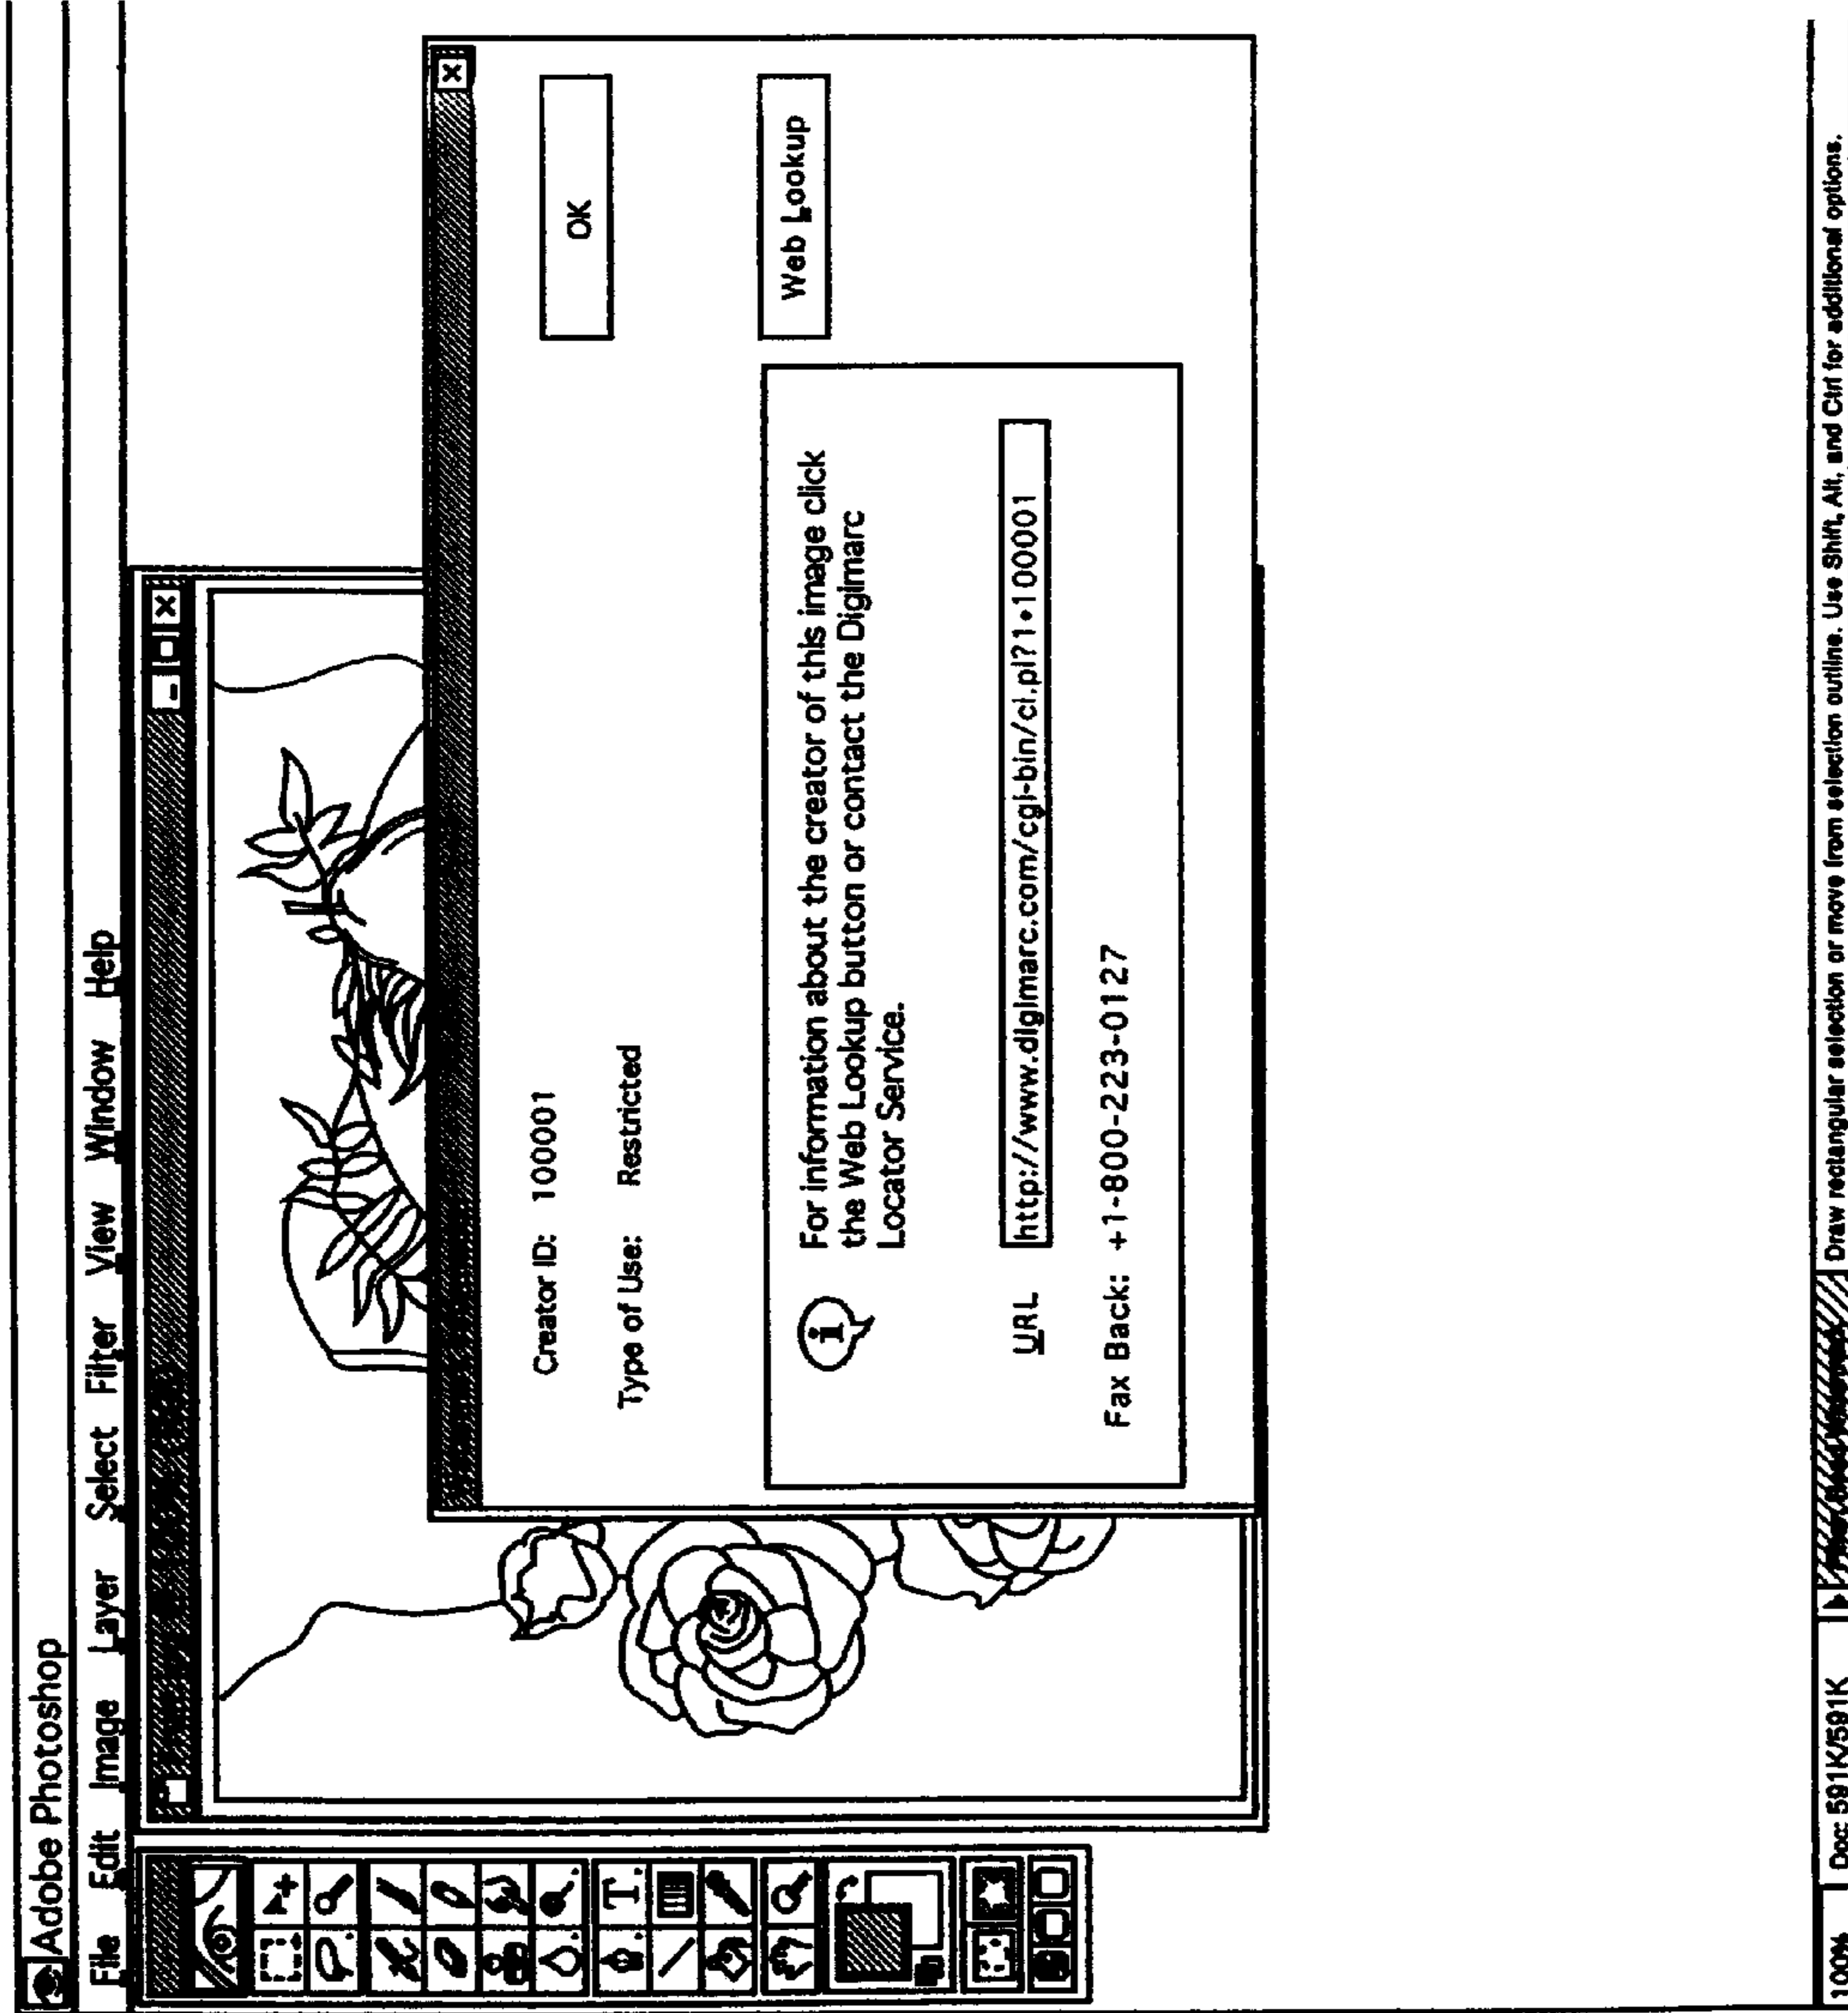 Adobe Photoshop
File Edit Image Layer Select Filter View Window Help
Creator ID: 100001
Type of Use: Restricted
OK
Web Lookup
For information about the creator of this image click
the Web Lookup button or contact the Digimarc
Locator Service.
URL http://www.digimarc.com/cgi-bin/ci.pl?1+100001
Fax Back: +1-800-223-0127
T
100% Doc: 591K/591K Draw rectangular selection or move from selection outline. Use Shift, Alt, and Ctrl for additional options.